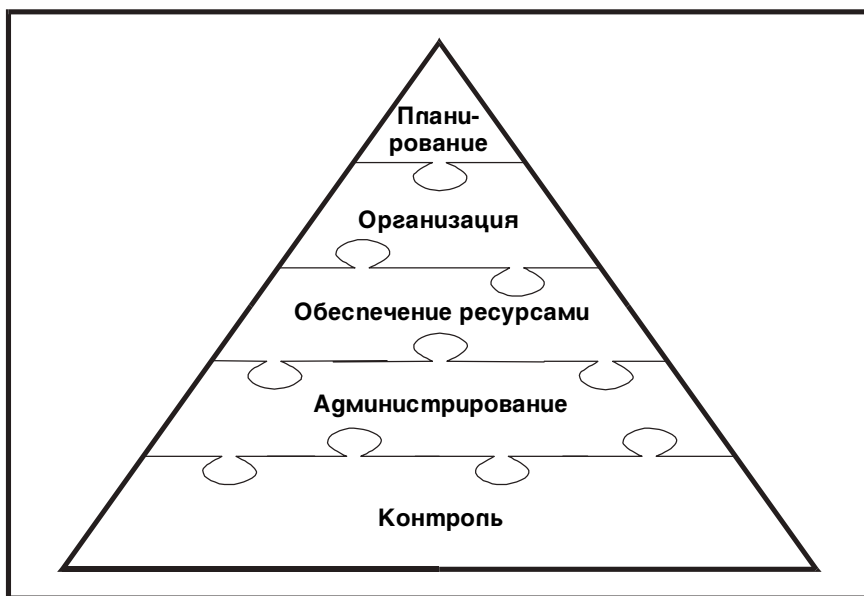 Плани-
рование
Организация
Обеспечение ресурсами
Администрирование
Контроль